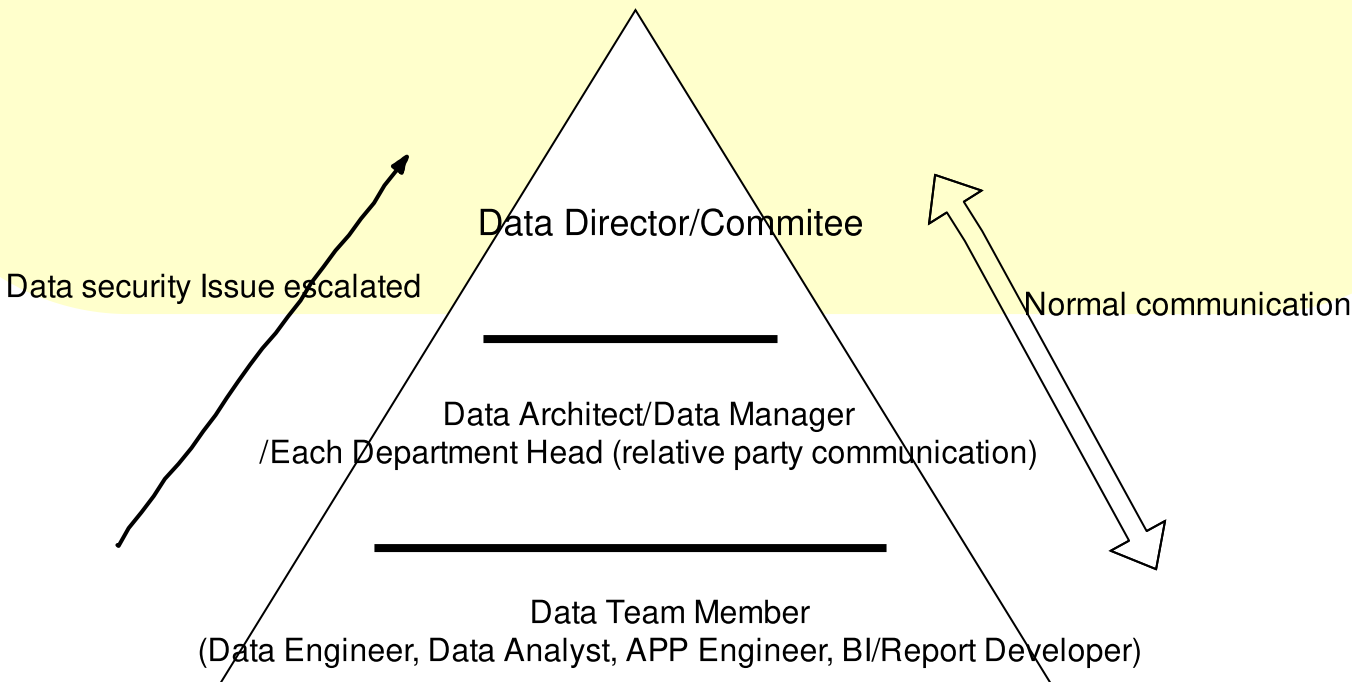 Data Director/Commitee
Data security Issue escalated
Normal communication
Data Architect/Data Manager
/Each Department Head (relative party communication)
Data Team Member
(Data Engineer, Data Analyst, APP Engineer, BI/Report Developer)